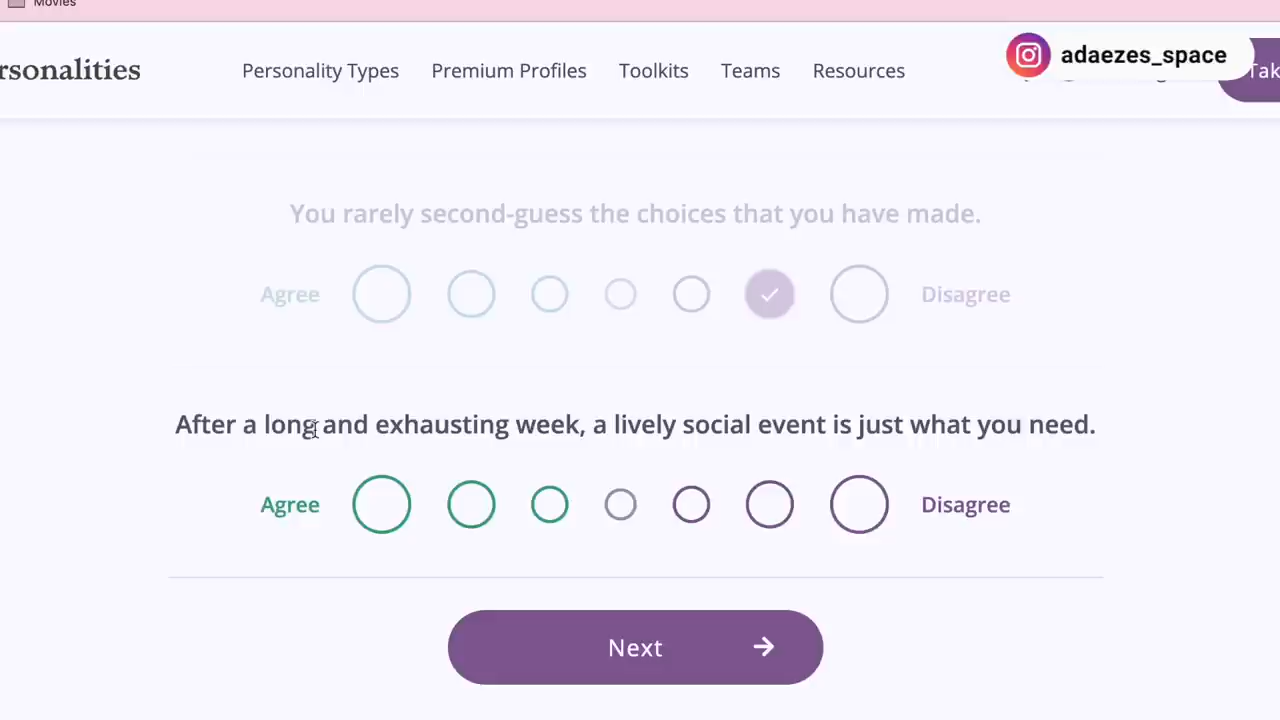 Movies
rsonalities
Personality Types Premium Profiles Toolkits Teams Resources
adaezes_space
Tak
You rarely second-guess the choices that you have made.
Agree Disagree
After a long and exhausting week, a lively social event is just what you need.
Agree Disagree
Next